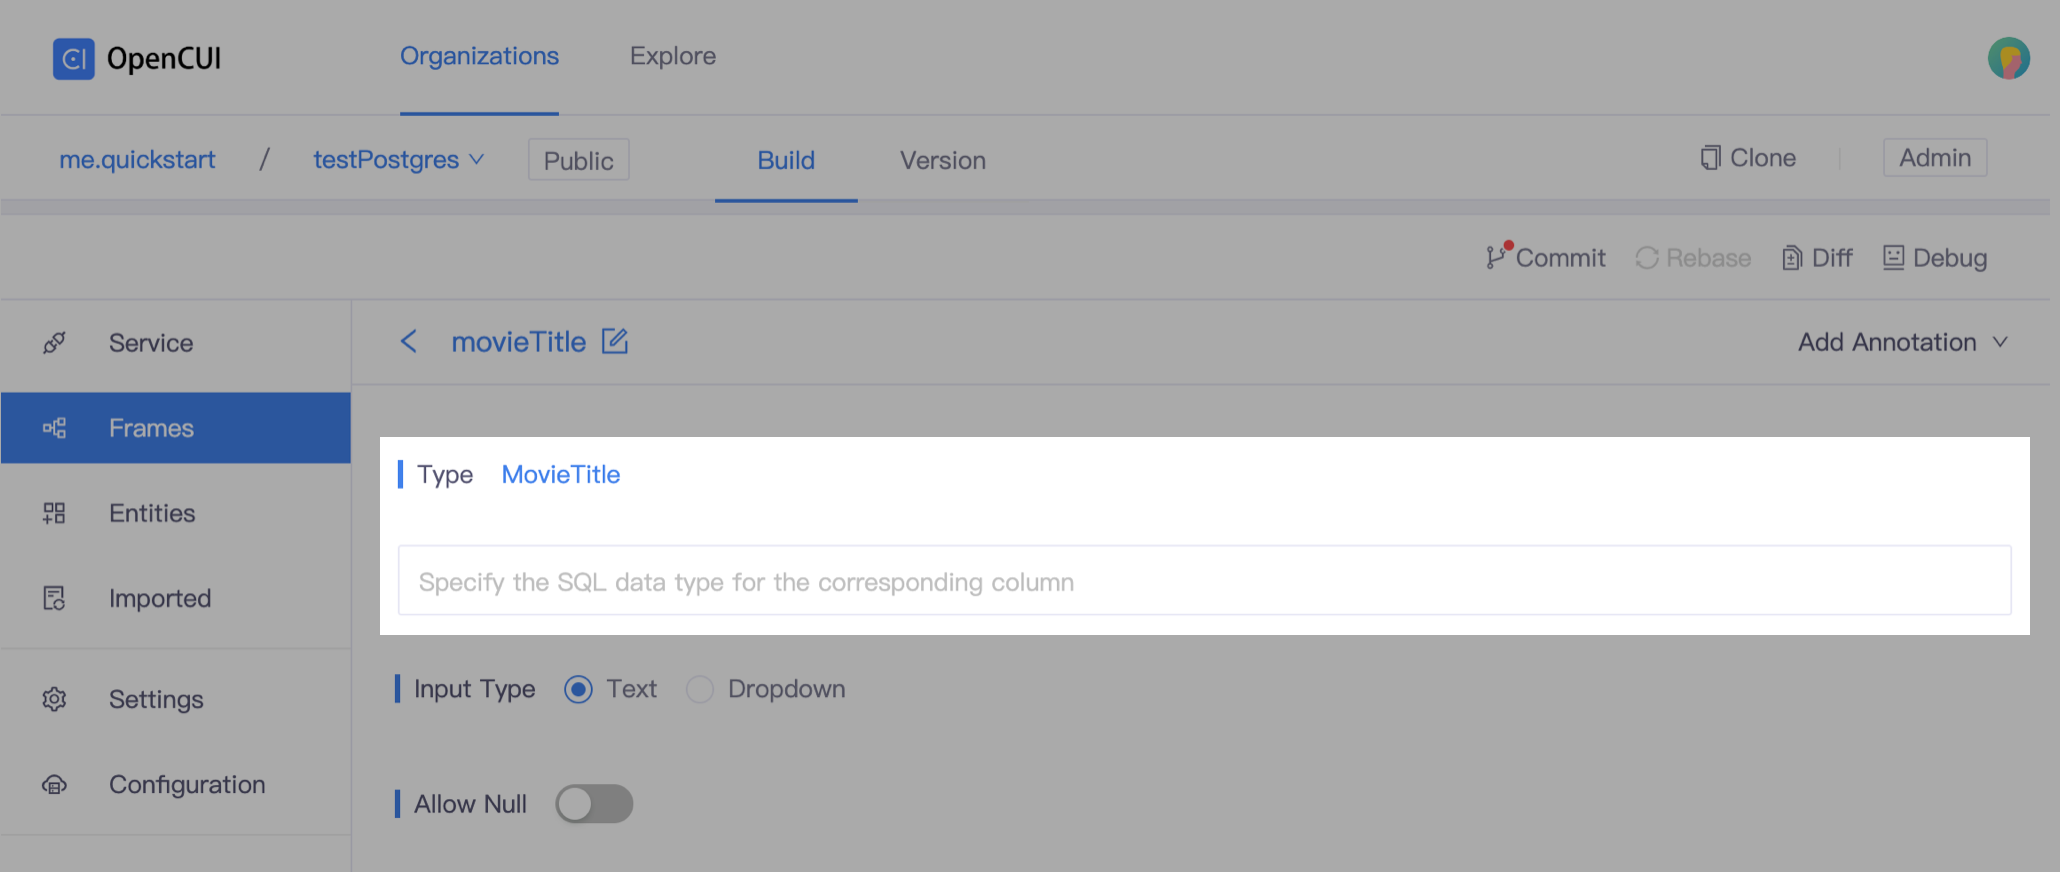 OpenCUI
Organizations Explore
me.quickstart / testPostgres Public Build Version Clone Admin
Commit Rebase Diff Debug
Service
Frames
Entities
Imported
Settings
Configuration
movieTitle Add Annotation
Type MovieTitle
Specify the SQL data type for the corresponding column
Input Type Text Dropdown
Allow Null